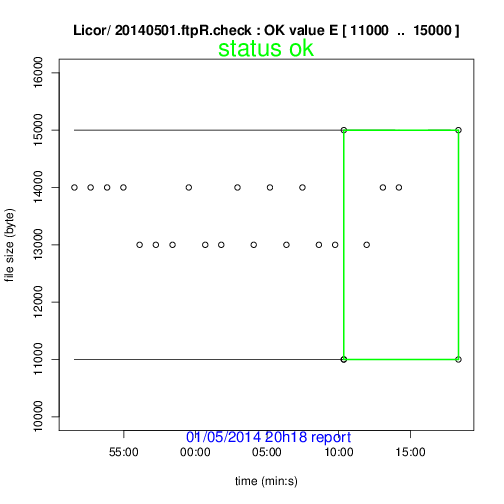 Licor/ 20140501.ftpR.check : OK value E [ 11000 .. 15000 ]
status ok
16000
15000
14000
13000
12000
11000
10000
file size (byte)
01/05/2014 20h18 report
55:00 00:00 05:00 10:00 15:00
time (min:s)